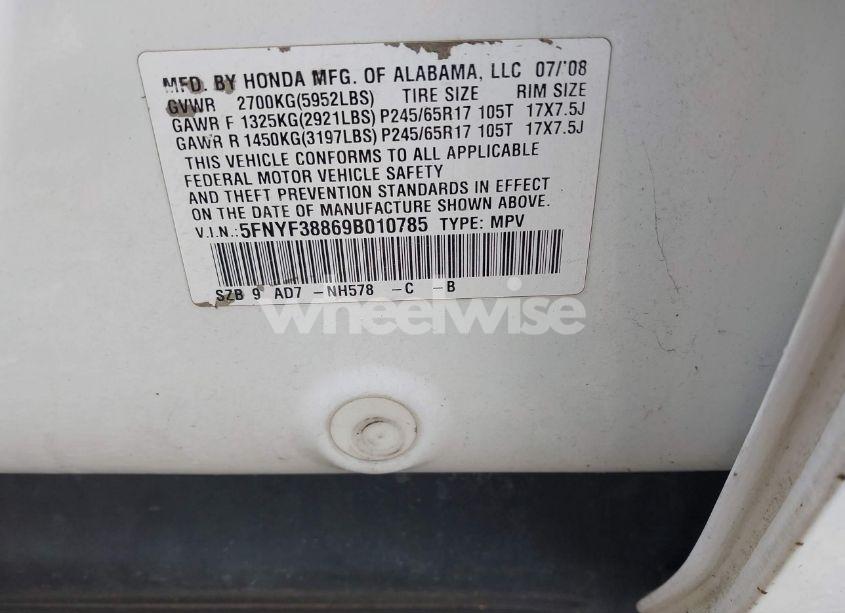 MFD. BY HONDA MFG. OF ALABAMA, LLC 07/'08
GVWR 2700KG(5952LBS) TIRE SIZE RIM SIZE
GAWR F 1325KG(2921LBS) P245/65R17 105T 17X7.5J
GAWR R 1450KG(3197LBS) P245/65R17 105T 17X7.5J
THIS VEHICLE CONFORMS TO ALL APPLICABLE
FEDERAL MOTOR VEHICLE SAFETY
AND THEFT PREVENTION STANDARDS IN EFFECT
ON THE DATE OF MANUFACTURE SHOWN ABOVE.
V.I.N.:5FNYF38869B010785 TYPE: MPV
SZB 9 AD7 -NH578 -C -B
wheelwise